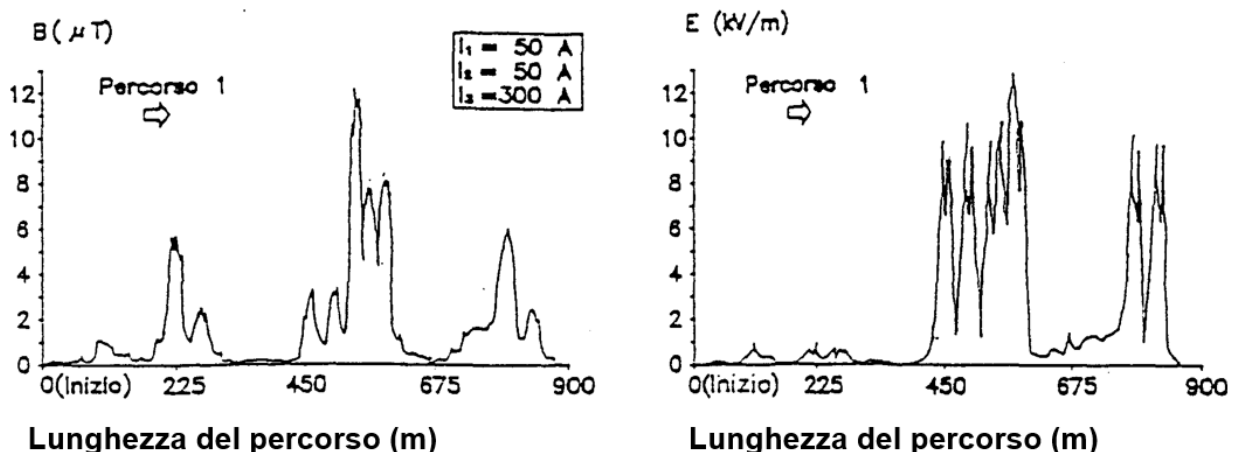 B ( μ T )
I₁ = 50 A
I₂ = 50 A
I₃ = 300 A
Percorso 1
12
10
8
6
4
2
0
0(Inizio) 225 450 675 900
Lunghezza del percorso (m)
E (kV/m)
Percorso 1
12
10
8
6
4
2
0
0(Inizio) 225 450 675 900
Lunghezza del percorso (m)